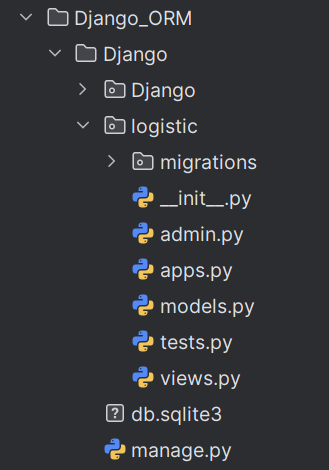 Django_ORM
Django
Django
logistic
migrations
__init__.py
admin.py
apps.py
models.py
tests.py
views.py
db.sqlite3
manage.py